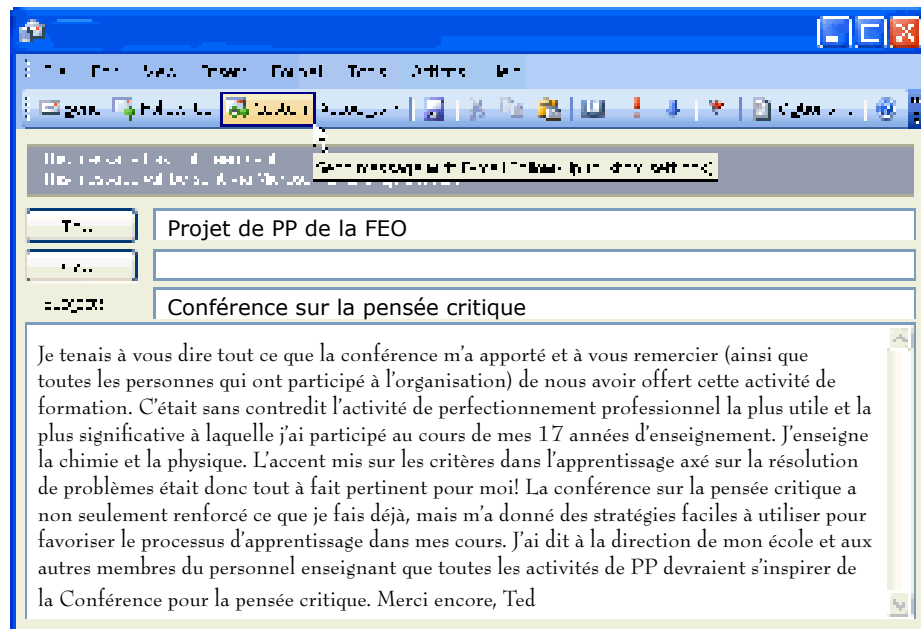 To...
Projet de PP de la FEO
Conférence sur la pensée critique
Je tenais à vous dire tout ce que la conférence m'a apporté et à vous remercier (ainsi que
toutes les personnes qui ont participé à l'organisation) de nous avoir offert cette activité de
formation. C'était sans contredit l'activité de perfectionnement professionnel la plus utile et la
plus significative à laquelle j'ai participé au cours de mes 17 années d'enseignement. J'enseigne
la chimie et la physique. L'accent mis sur les critères dans l'apprentissage axé sur la résolution
de problèmes était donc tout à fait pertinent pour moi! La conférence sur la pensée critique a
non seulement renforcé ce que je fais déjà, mais m'a donné des stratégies faciles à utiliser pour
favoriser le processus d'apprentissage dans mes cours. J'ai dit à la direction de mon école et aux
autres membres du personnel enseignant que toutes les activités de PP devraient s'inspirer de
la Conférence pour la pensée critique. Merci encore, Ted